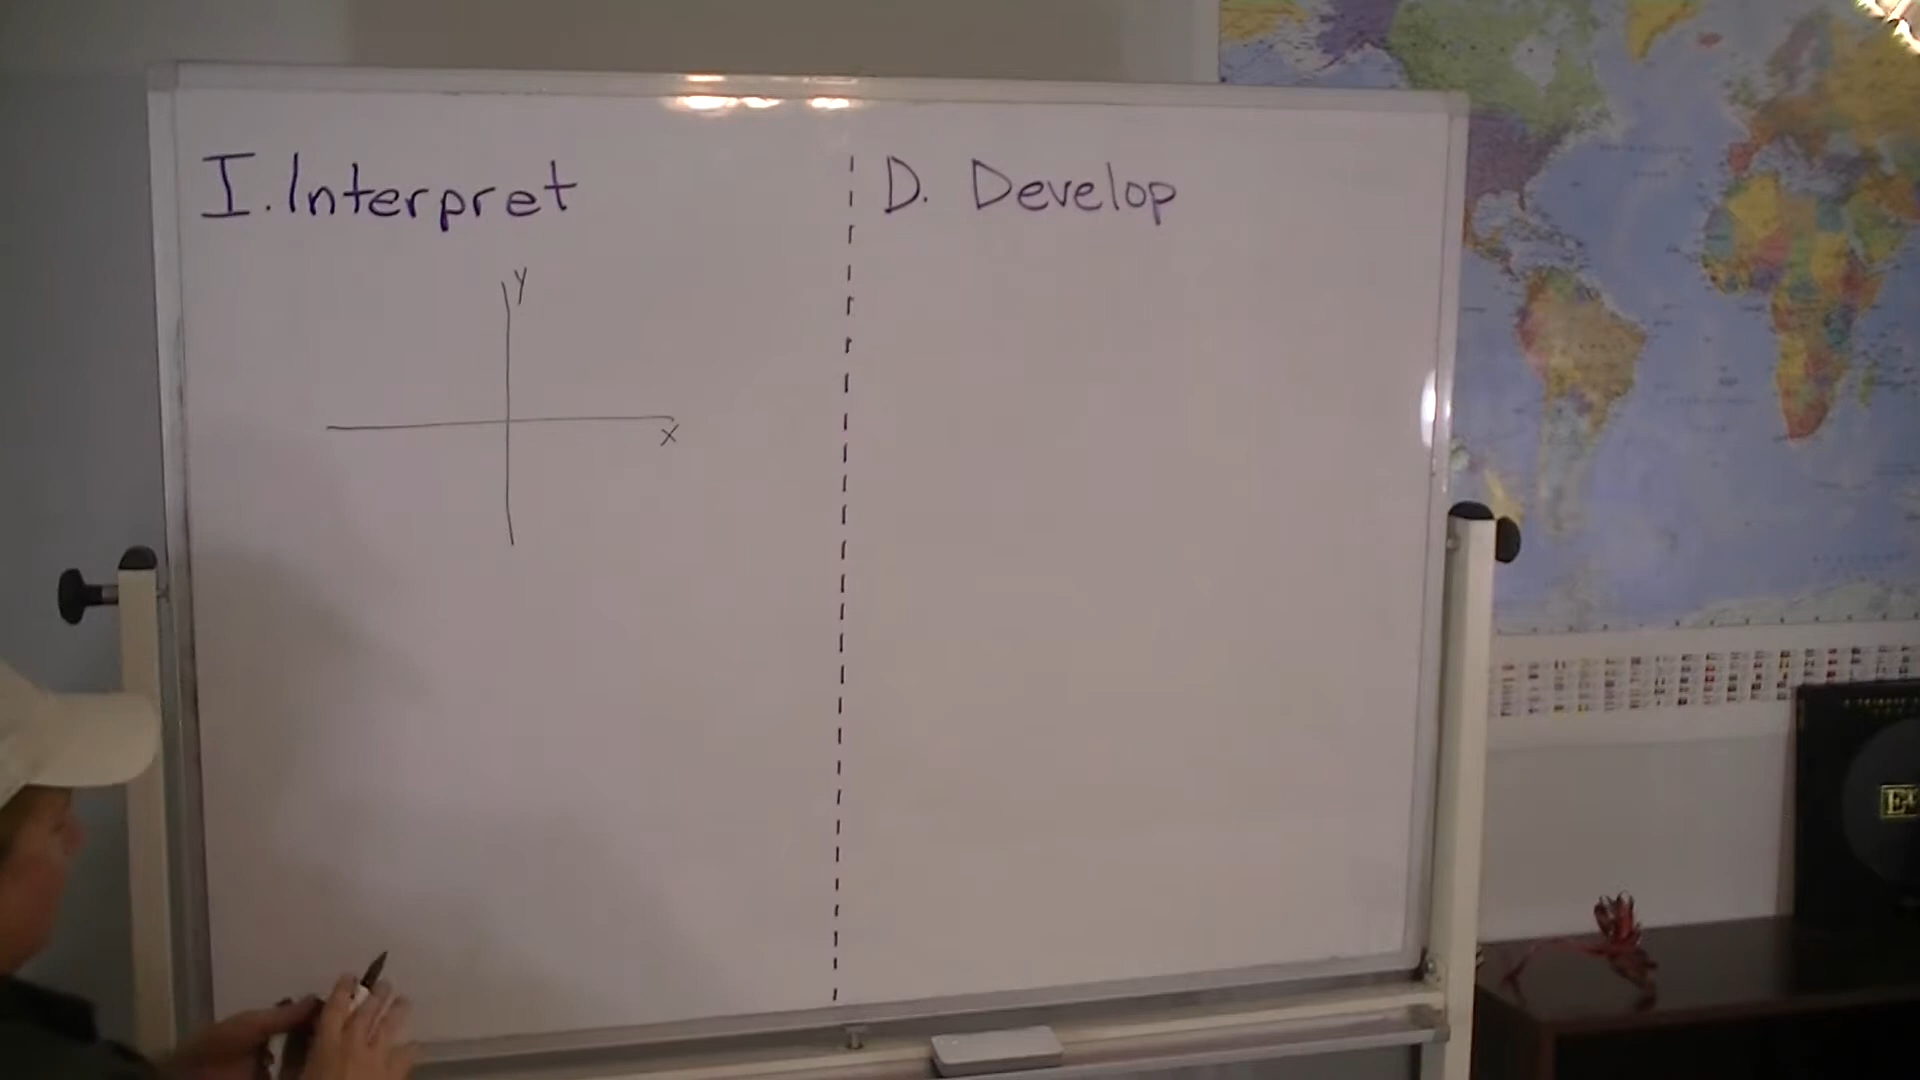 I. Interpret
Y
X
D. Develop